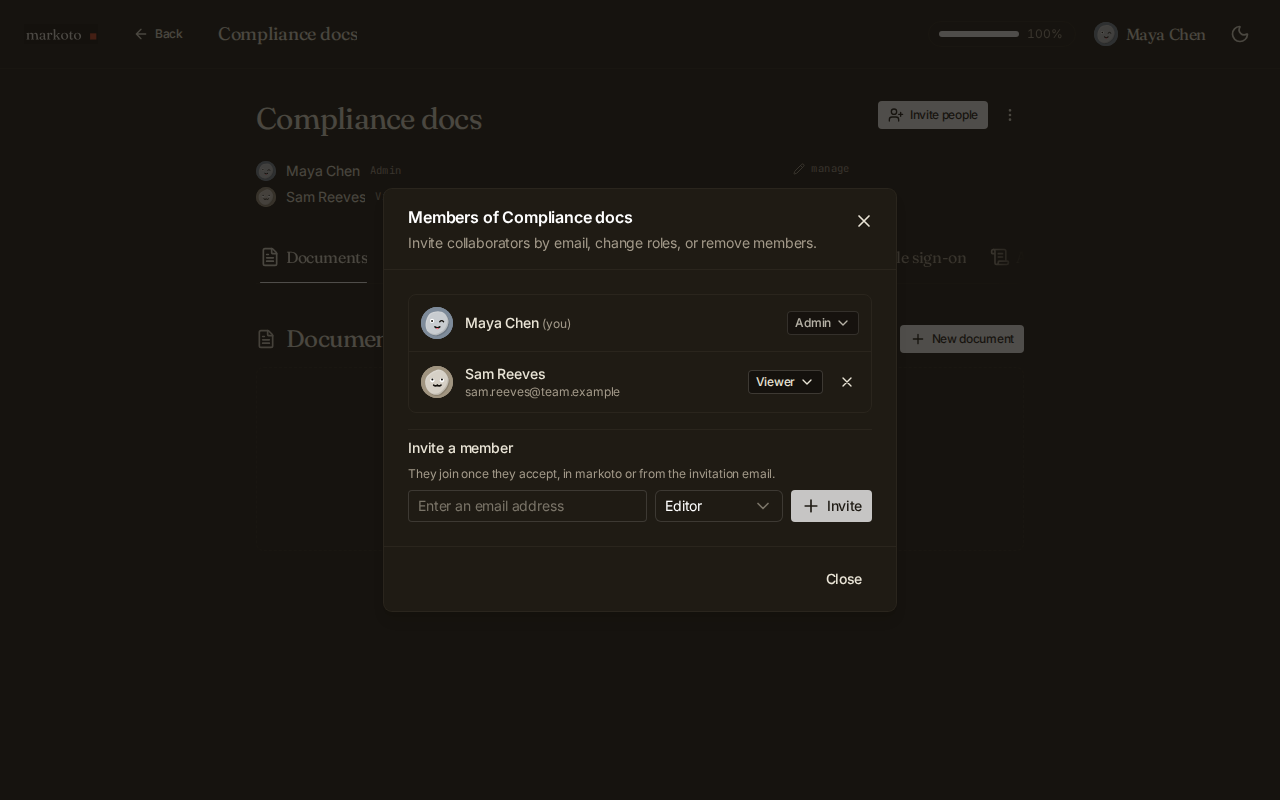 markoto
Back
Compliance docs
100%
Maya Chen
Compliance docs
Invite people
Maya Chen Admin
manage
Sam Reeves
Members of Compliance docs
Invite collaborators by email, change roles, or remove members.
Documents
sign-on
Maya Chen (you)
Admin
New document
Sam Reeves
sam.reeves@team.example
Viewer
Invite a member
They join once they accept, in markoto or from the invitation email.
Enter an email address
Editor
Invite
Close